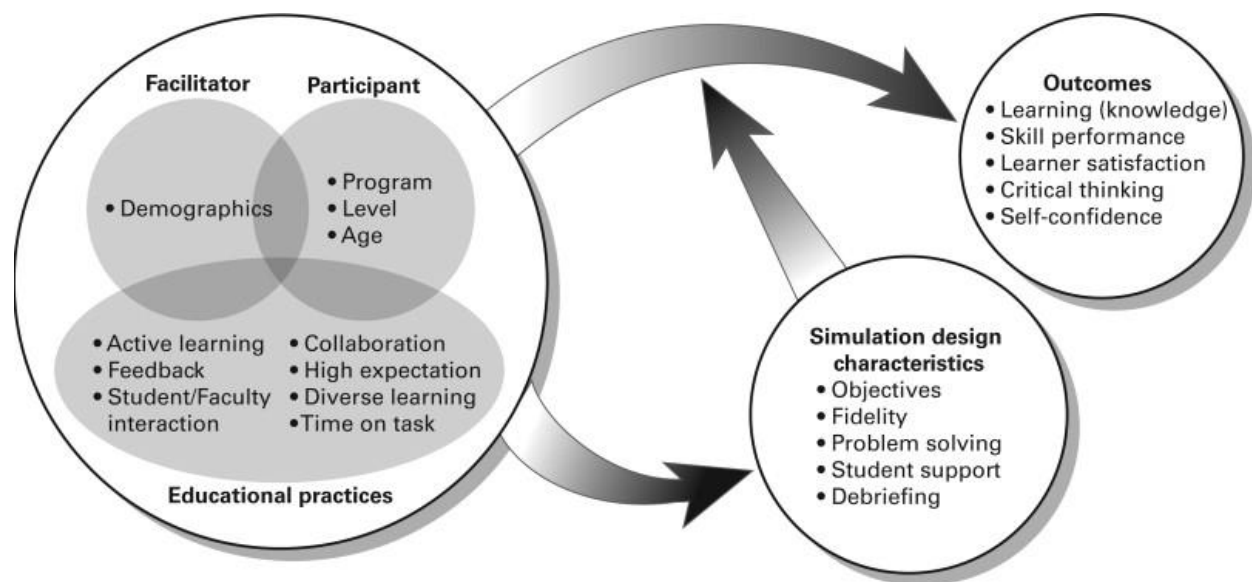 Facilitator
Participant
• Demographics
• Program
• Level
• Age
• Active learning
• Feedback
• Student/Faculty
interaction
• Collaboration
• High expectation
• Diverse learning
•Time on task
Educational practices
Outcomes
• Learning (knowledge)
• Skill performance
• Learner satisfaction
• Critical thinking
• Self-confidence
Simulation design
characteristics
• Objectives
• Fidelity
• Problem solving
• Student support
• Debriefing